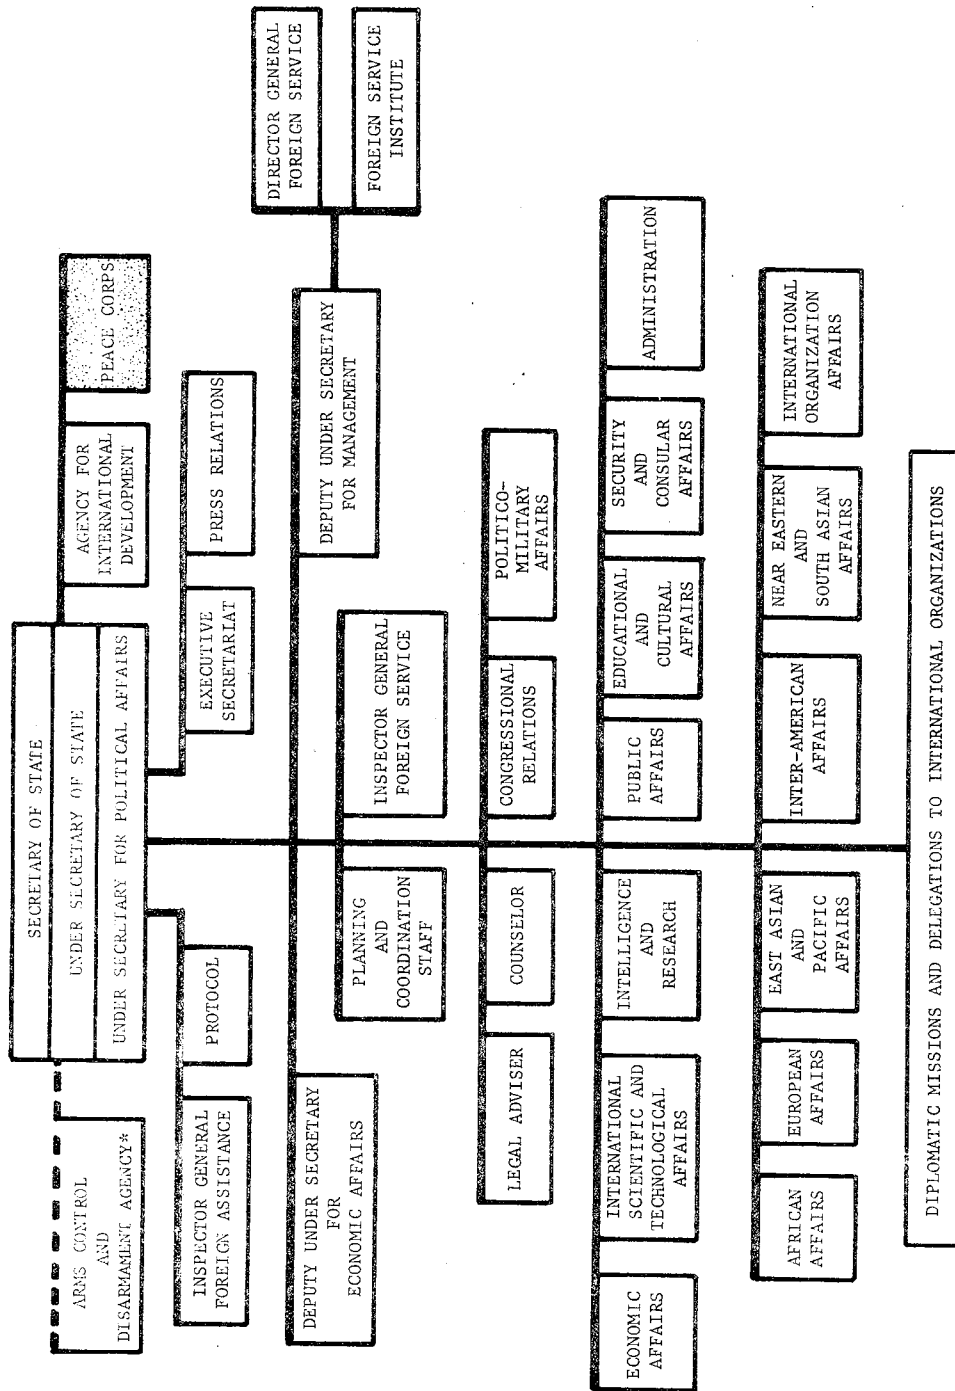 SECRETARY OF STATE
UNDER SECRETARY OF STATE
UNDER SECRETARY FOR POLITICAL AFFAIRS
ARMS CONTROL
AND
DISARMAMENT AGENCY*
AGENCY FOR
INTERNATIONAL
DEVELOPMENT
PEACE CORPS
INSPECTOR GENERAL
FOREIGN ASSISTANCE
PROTOCOL
EXECUTIVE
SECRETARIAT
PRESS RELATIONS
DEPUTY UNDER SECRETARY
FOR
ECONOMIC AFFAIRS
DEPUTY UNDER SECRETARY
FOR MANAGEMENT
DIRECTOR GENERAL
FOREIGN SERVICE
FOREIGN SERVICE
INSTITUTE
PLANNING
AND
COORDINATION
STAFF
INSPECTOR GENERAL
FOREIGN SERVICE
LEGAL ADVISER
COUNSELOR
CONGRESSIONAL
RELATIONS
POLITICO-
MILITARY
AFFAIRS
ECONOMIC
AFFAIRS
INTERNATIONAL
SCIENTIFIC AND
TECHNOLOGICAL
AFFAIRS
INTELLIGENCE
AND
RESEARCH
PUBLIC
AFFAIRS
EDUCATIONAL
AND
CULTURAL
AFFAIRS
SECURITY
AND
CONSULAR
AFFAIRS
ADMINISTRATION
AFRICAN
AFFAIRS
EUROPEAN
AFFAIRS
EAST ASIAN
AND
PACIFIC
AFFAIRS
INTER-AMERICAN
AFFAIRS
NEAR EASTERN
AND
SOUTH ASIAN
AFFAIRS
INTERNATIONAL
ORGANIZATION
AFFAIRS
DIPLOMATIC MISSIONS AND DELEGATIONS TO INTERNATIONAL ORGANIZATIONS